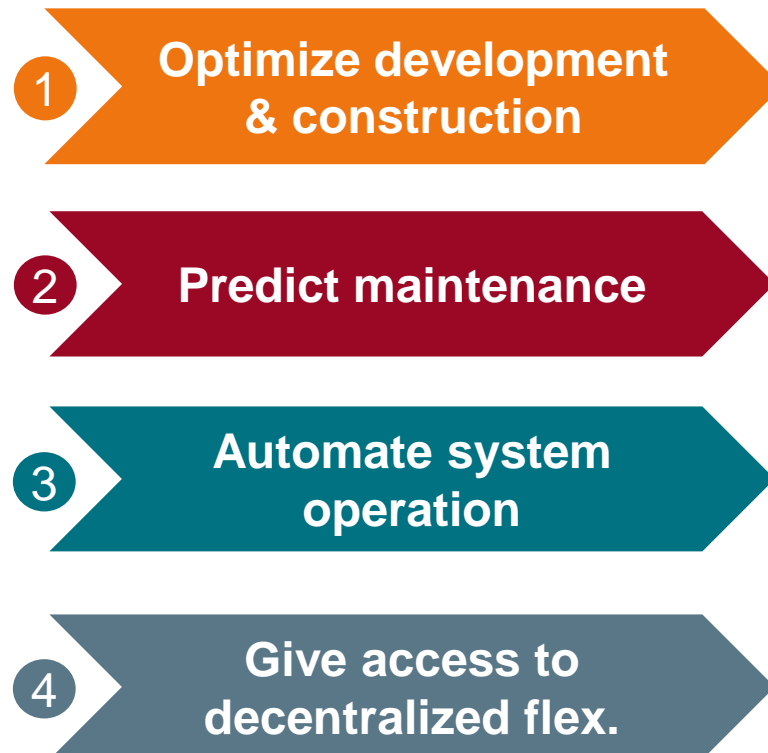 1
Optimize development
& construction
2
Predict maintenance
3
Automate system
operation
4
Give access to
decentralized flex.